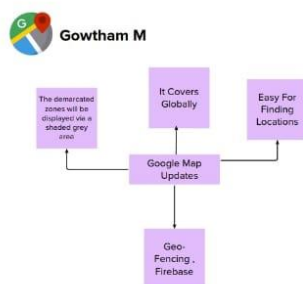 Gowtham M
The demarcated
zones will be
displayed via a
shaded grey
area
It Covers
Globally
Easy For
Finding
Locations
Google Map
Updates
Geo-
Fencing ,
Firebase